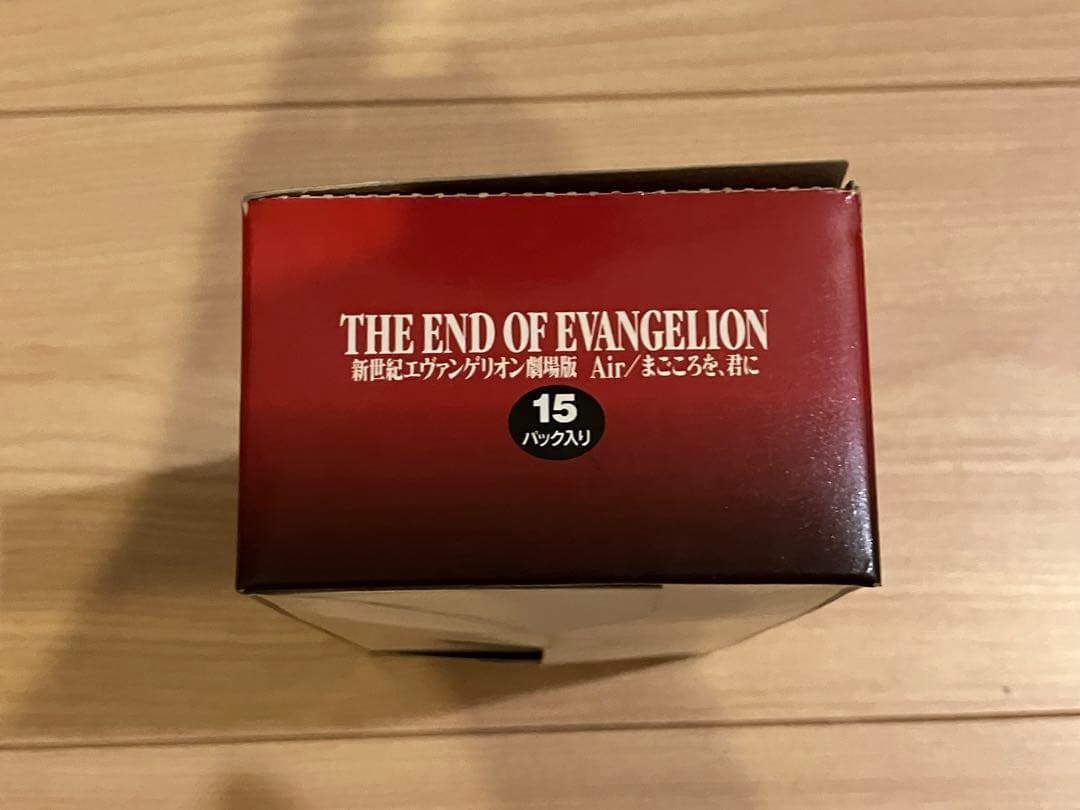 THE END OF EVANGELION
新世紀エヴァンゲリオン劇場版 Air/まごころを、君に
15
パック入り